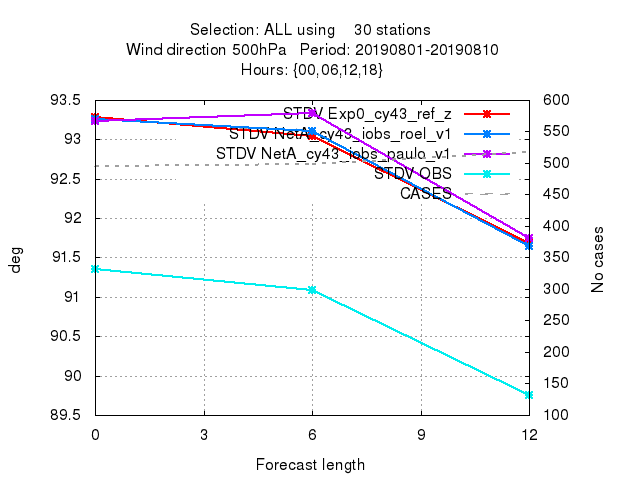 Selection: ALL using 30 stations
Wind direction 500hPa Period: 20190801-20190810
Hours: {00,06,12,18}
93.5
93
92.5
92
91.5
91
90.5
90
89.5
deg
STDV Exp0_cy43_ref_z
STDV NetA_cy43_iobs_roel_v1
STDV NetA_cy43_iobs_paulo_v1
STDV OBS
CASES
600
550
500
450
400
350
300
250
200
150
100
No cases
0 3 6 9 12
Forecast length